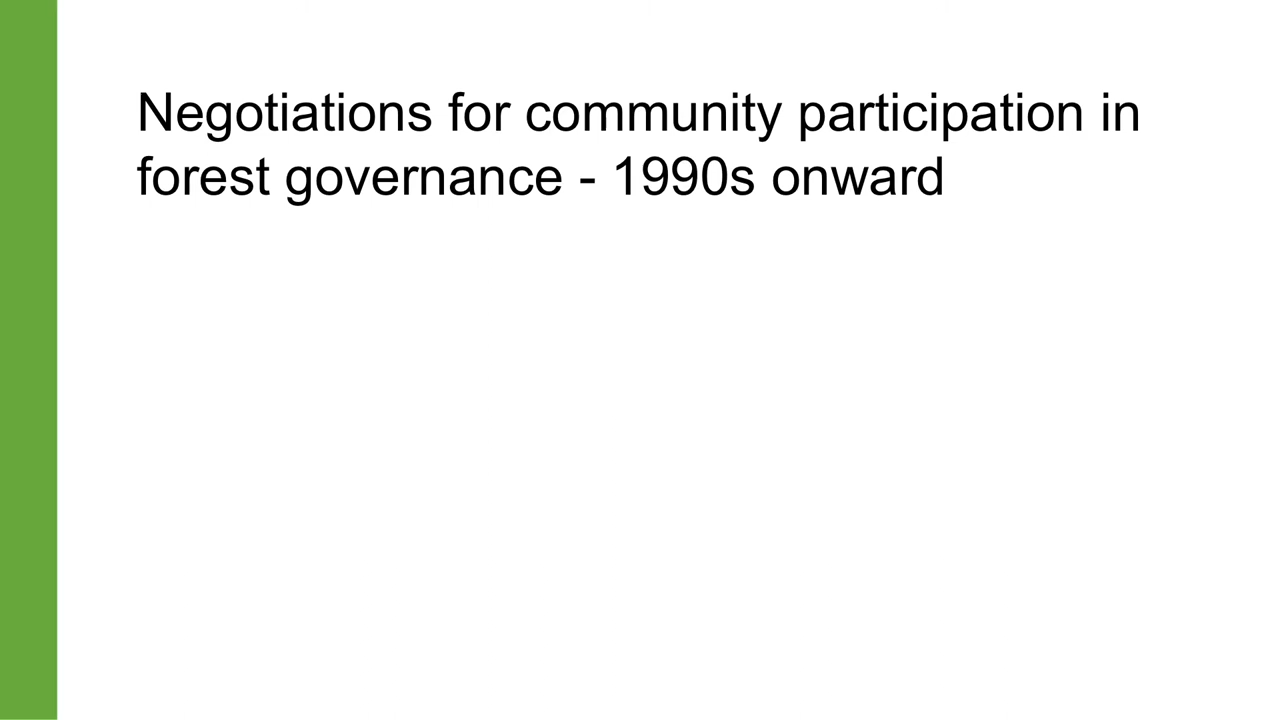 Negotiations for community participation in
forest governance - 1990s onward